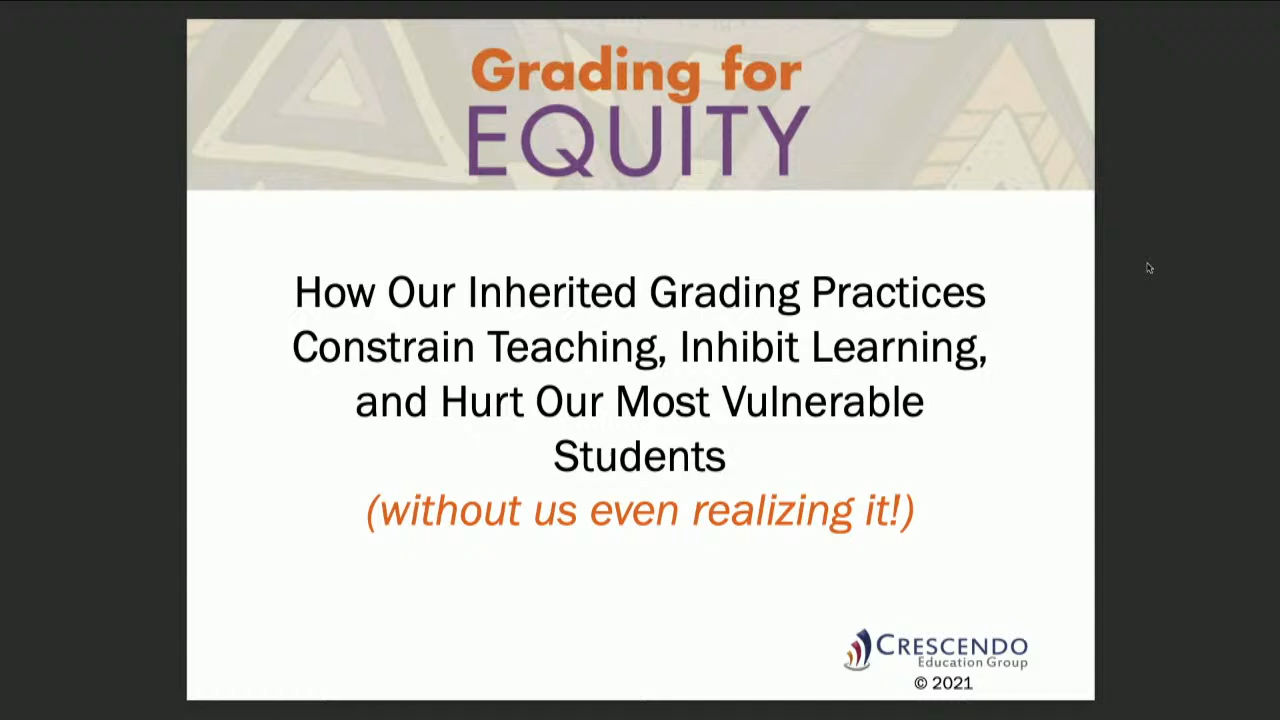 Grading for
EQUITY
How Our Inherited Grading Practices
Constrain Teaching, Inhibit Learning,
and Hurt Our Most Vulnerable
Students
(without us even realizing it!)
CRESCENDO
Education Group
© 2021